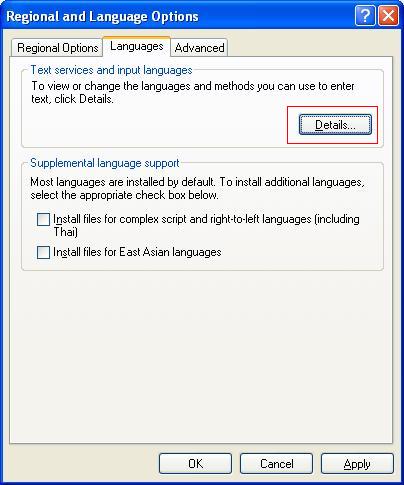 Regional and Language Options
Regional Options
Languages
Advanced
Text services and input languages
To view or change the languages and methods you can use to enter
text, click Details.
Details...
Supplemental language support
Most languages are installed by default. To install additional languages,
select the appropriate check box below.
Install files for complex script and right-to-left languages (including
Thai)
Install files for East Asian languages
OK
Cancel
Apply